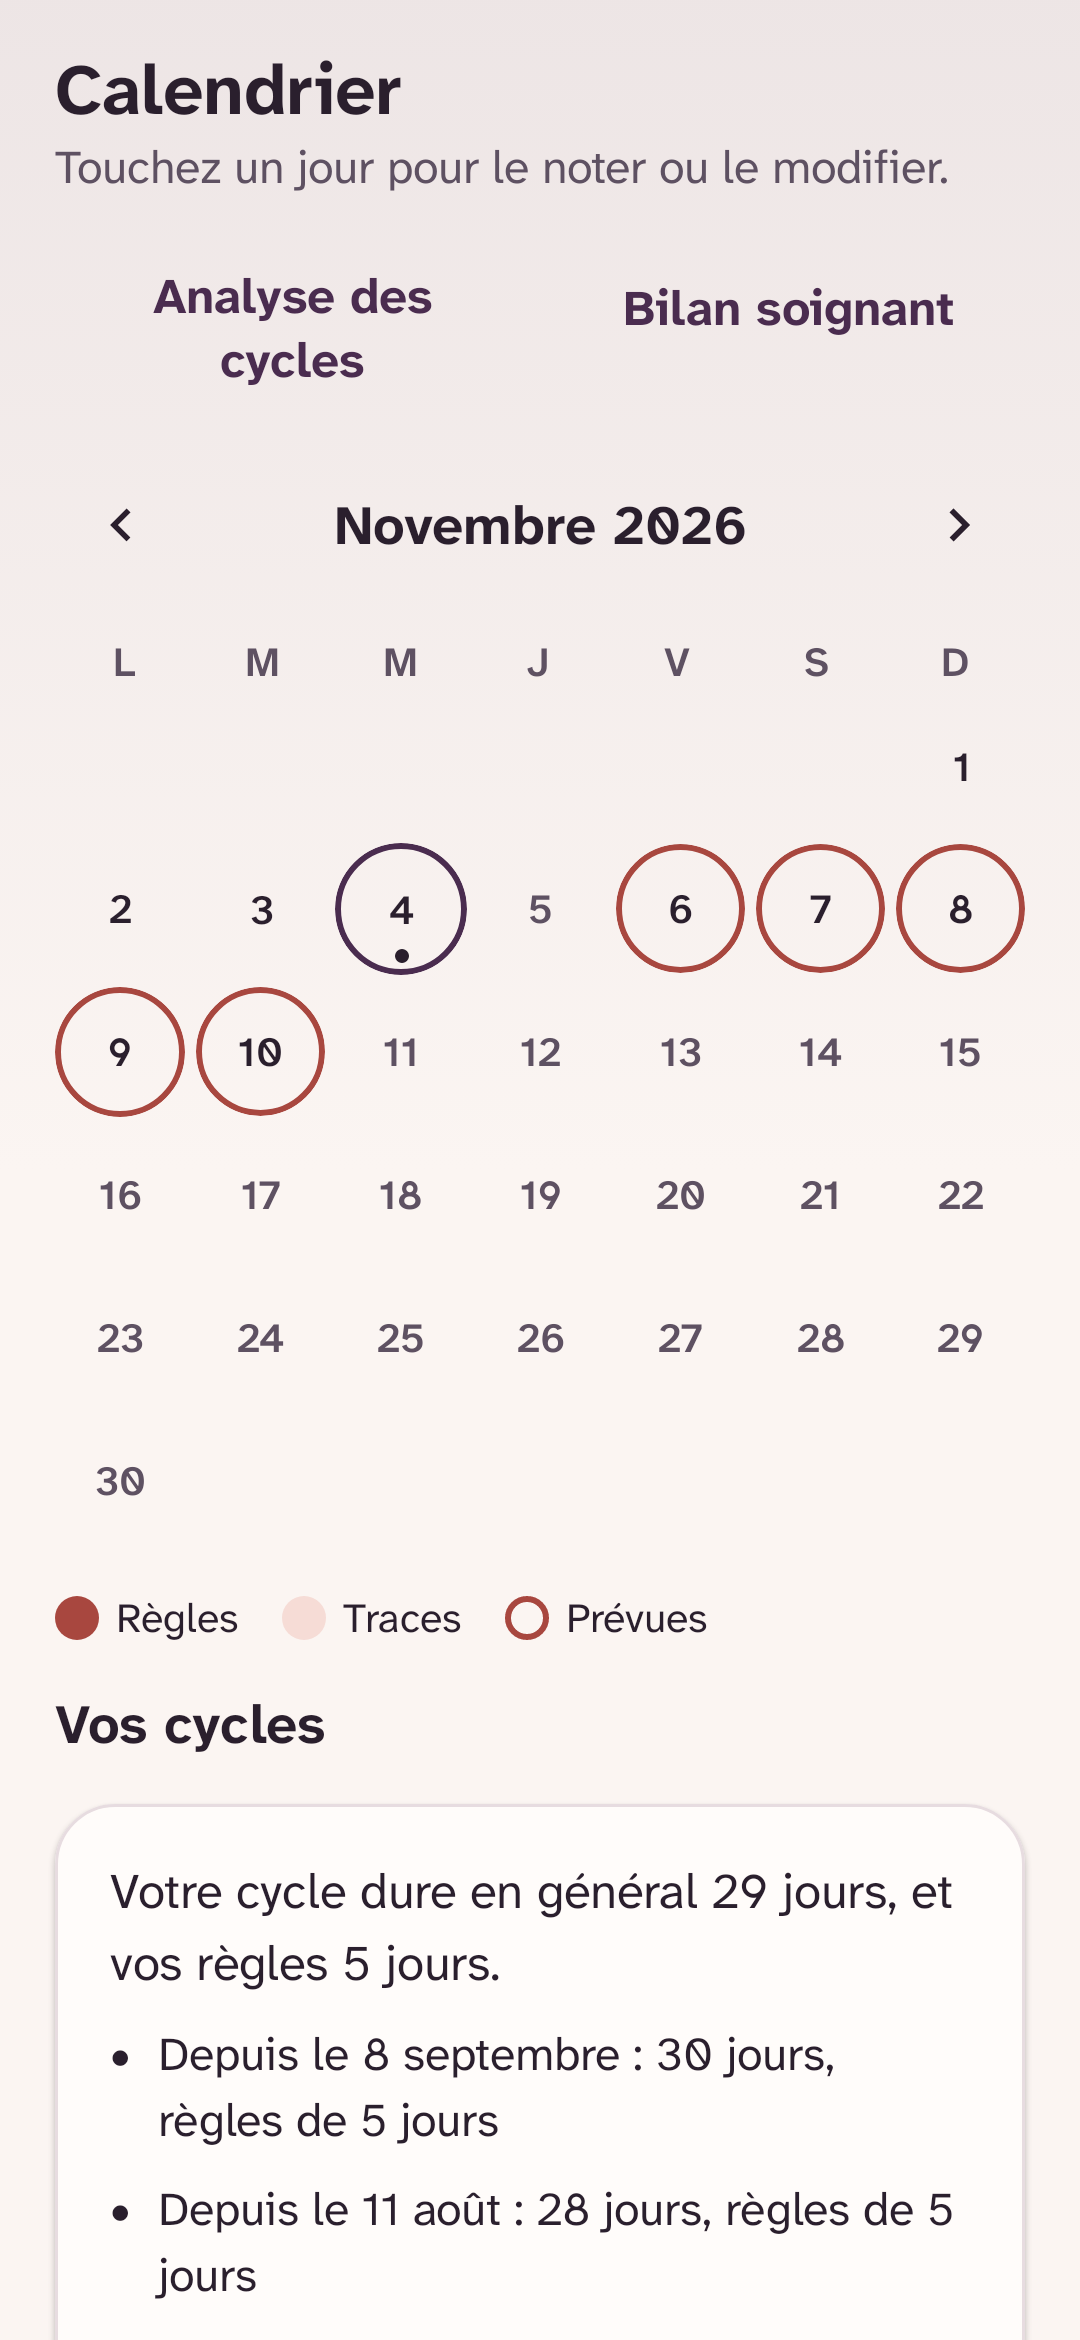 Calendrier
Touchez un jour pour le noter ou le modifier.
Analyse des
cycles
Bilan soignant
Novembre 2026
L M M J V S D
1
2 3 4 5 6 7 8
9 10 11 12 13 14 15
16 17 18 19 20 21 22
23 24 25 26 27 28 29
30
Règles Traces Prévues
Vos cycles
Votre cycle dure en général 29 jours, et
vos règles 5 jours.
• Depuis le 8 septembre : 30 jours,
règles de 5 jours
• Depuis le 11 août : 28 jours, règles de 5
jours